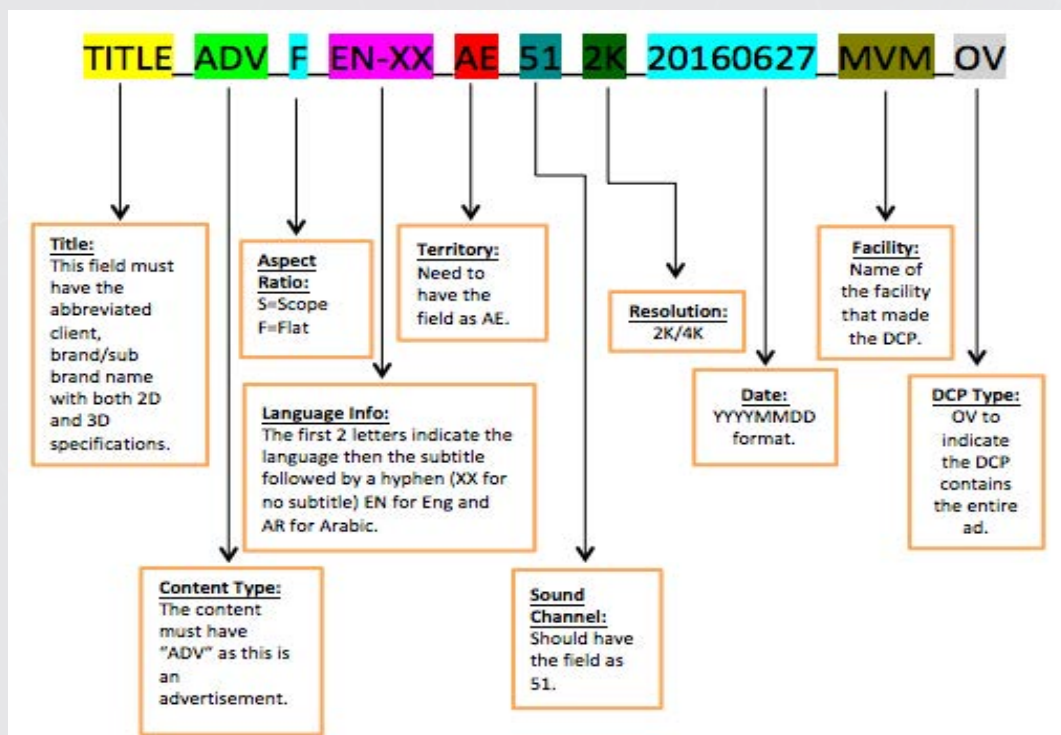 TITLE_ADV_F_EN-XX_AE_51_2K_20160627_MVM_OV
Title:
This field must
have the
abbreviated
client,
brand/sub
brand name
with both 2D
and 3D
specifications.
Aspect
Ratio:
S=Scope
F=Flat
Territory:
Need to
have the
field as AE.
Resolution:
2K/4K
Facility:
Name of
the facility
that made
the DCP.
Language Info:
The first 2 letters indicate the
language then the subtitle
followed by a hyphen (XX for
no subtitle) EN for Eng and
AR for Arabic.
Date:
YYYYMMDD
format.
DCP Type:
OV to
indicate
the DCP
contains
the entire
ad.
Content Type:
The content
must have
"ADV" as this is
an
advertisement.
Sound
Channel:
Should have
the field as
51.